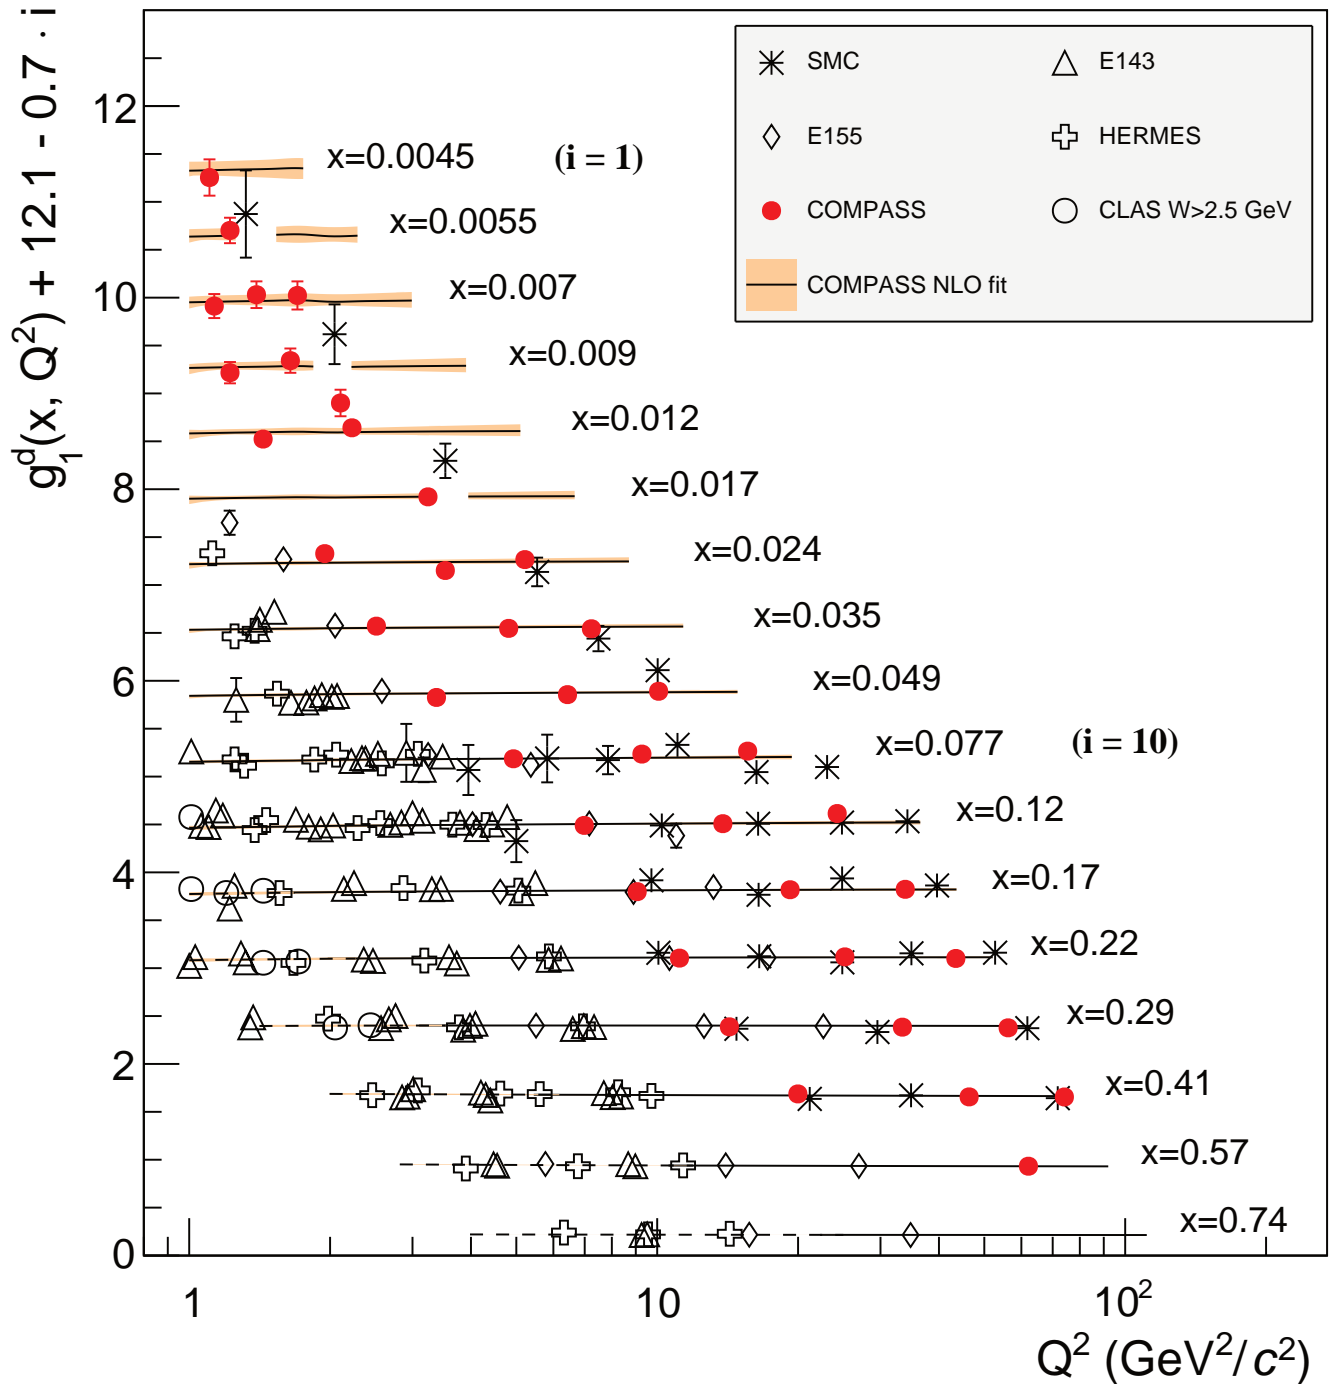 g₁ᵈ(x, Q²) + 12.1 - 0.7 · i
SMC
E143
E155
HERMES
COMPASS
CLAS W>2.5 GeV
COMPASS NLO fit
12
10
8
6
4
2
0
x=0.0045 (i = 1)
x=0.0055
x=0.007
x=0.009
x=0.012
x=0.017
x=0.024
x=0.035
x=0.049
x=0.077 (i = 10)
x=0.12
x=0.17
x=0.22
x=0.29
x=0.41
x=0.57
x=0.74
1 10 10²
Q² (GeV²/c²)